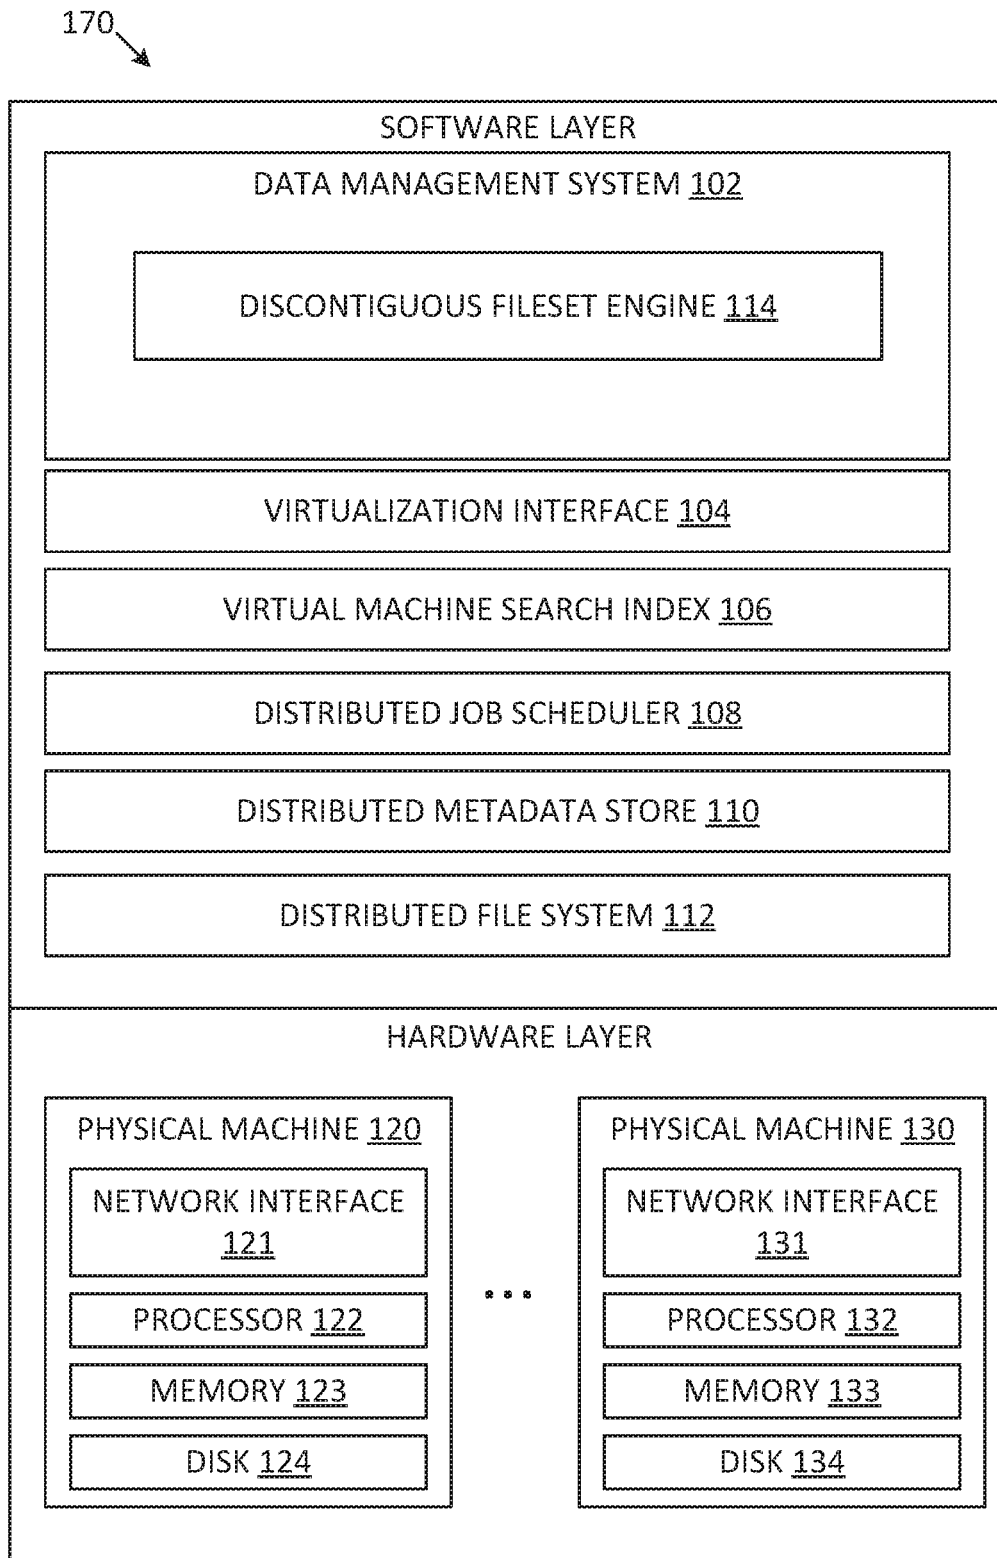 170
SOFTWARE LAYER
DATA MANAGEMENT SYSTEM 102
DISCONTIGUOUS FILESET ENGINE 114
VIRTUALIZATION INTERFACE 104
VIRTUAL MACHINE SEARCH INDEX 106
DISTRIBUTED JOB SCHEDULER 108
DISTRIBUTED METADATA STORE 110
DISTRIBUTED FILE SYSTEM 112
HARDWARE LAYER
PHYSICAL MACHINE 120
NETWORK INTERFACE
121
PROCESSOR 122
MEMORY 123
DISK 124
...
PHYSICAL MACHINE 130
NETWORK INTERFACE
131
PROCESSOR 132
MEMORY 133
DISK 134